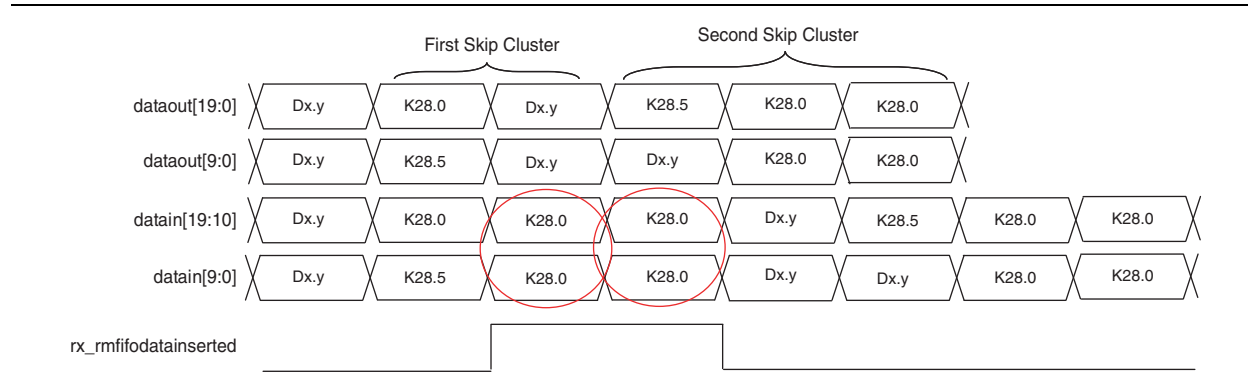 First Skip Cluster Second Skip Cluster
dataout[19:0] Dx.y K28.0 Dx.y K28.5 K28.0 K28.0
dataout[9:0] Dx.y K28.5 Dx.y Dx.y K28.0 K28.0
datain[19:10] Dx.y K28.0 K28.0 K28.0 Dx.y K28.5 K28.0 K28.0
datain[9:0] Dx.y K28.5 K28.0 K28.0 Dx.y Dx.y K28.0 K28.0
rx_rmfifodatainserted